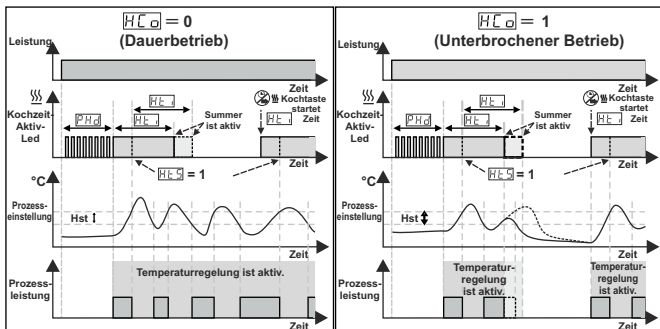 HCo = 0
(Dauerbetrieb)
Leistung
Zeit
Kochzeit-
Aktiv-
Led
PHd
Ht i
Ht i
Summer
ist aktiv
Kochtaste
startet
Zeit
Ht i
HtS = 1
Zeit
°C
Prozess-
einstellung
Hst
Zeit
Prozess-
leistung
Temperaturregelung ist aktiv.
Zeit
HCo = 1
(Unterbrochener Betrieb)
Leistung
Zeit
Kochzeit-
Aktiv-
Led
PHd
Ht i
Ht i
Summer
ist aktiv
Kochtaste
startet
Zeit
Ht i
HtS = 1
Zeit
°C
Prozess-
einstellung
Hst
Zeit
Prozess-
leistung
Temperatur-
regelung
ist aktiv.
Temperatur-
regelung
ist aktiv.
Zeit